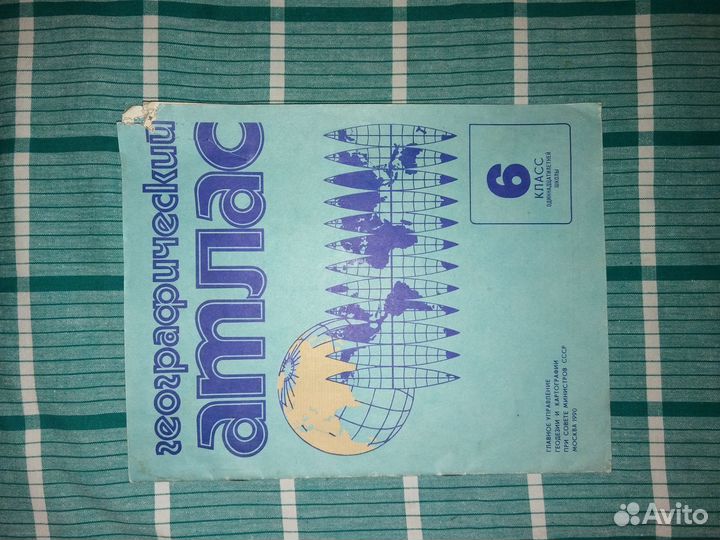 географический
атлас
6
КЛАСС
ОДИННАДЦАТИЛЕТНЕЙ
ШКОЛЫ
ГЛАВНОЕ УПРАВЛЕНИЕ
ГЕОДЕЗИИ И КАРТОГРАФИИ
ПРИ СОВЕТЕ МИНИСТРОВ СССР
МОСКВА 1990
Avito